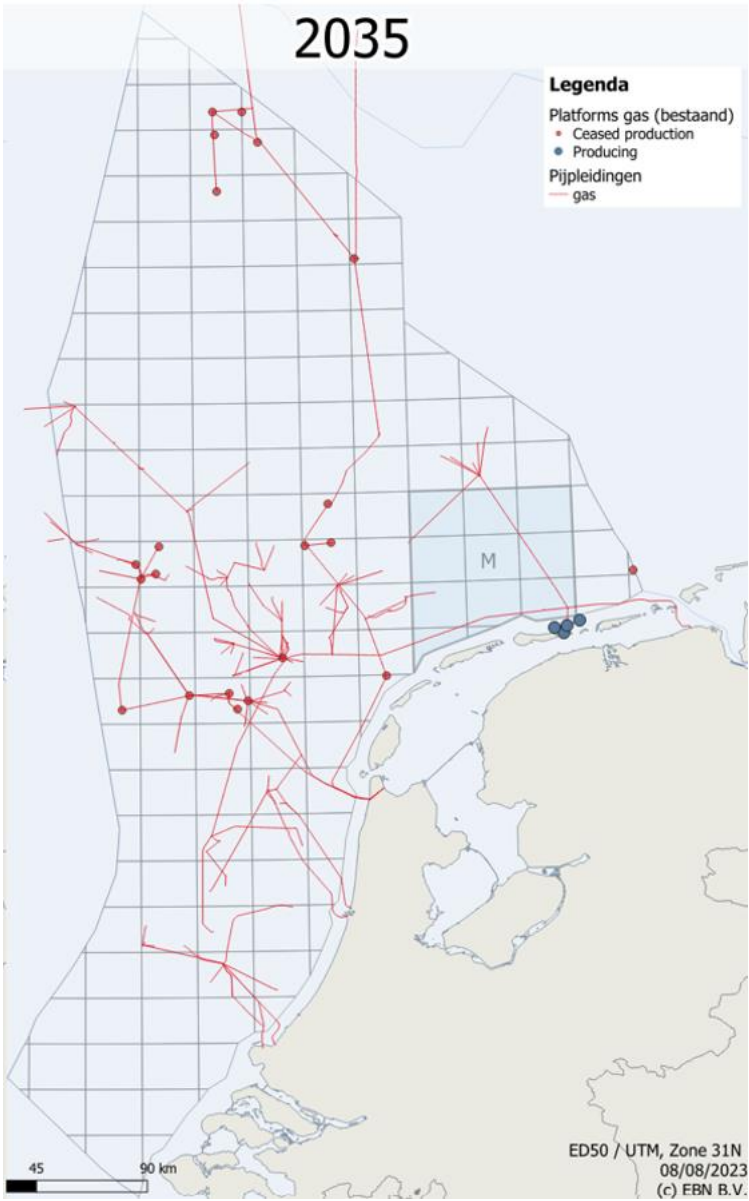 2035
Legenda
Platforms gas (bestaand)
Ceased production
Producing
Pijpleidingen
gas
M
45 90 km
ED50 / UTM, Zone 31N
08/08/2023
(c) EBN B.V.